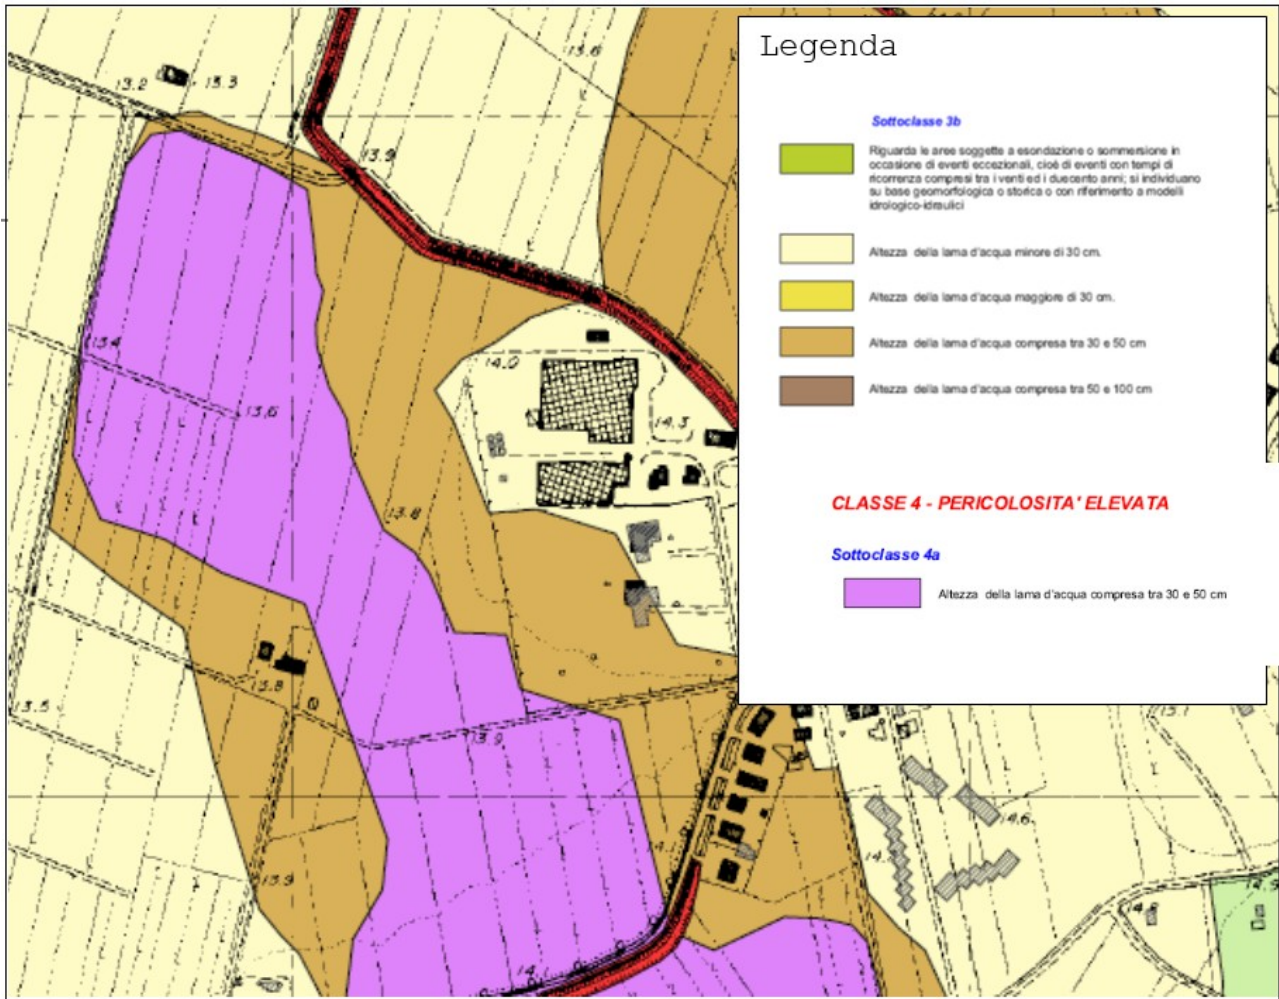 Legenda
Sottoclasse 3b
Riguarda le aree soggette a esondazione o sommersione in
occasione di eventi eccezionali, cioè di eventi con tempi di
ricorrenza compresi tra i venti ed i duecento anni; si individuano
su base geomorfologica o storica o con riferimento a modelli
idrologico-idraulici
Altezza della lama d'acqua minore di 30 cm.
Altezza della lama d'acqua maggiore di 30 cm.
Altezza della lama d'acqua compresa tra 30 e 50 cm
Altezza della lama d'acqua compresa tra 50 e 100 cm
CLASSE 4 - PERICOLOSITA' ELEVATA
Sottoclasse 4a
Altezza della lama d'acqua compresa tra 30 e 50 cm
13.6
13.2
13.3
13.9
13.4
14.0
13.6
14.3
13.8
13.8
13.5
13.9
13.1
14.6
13.9
14.2
14.1